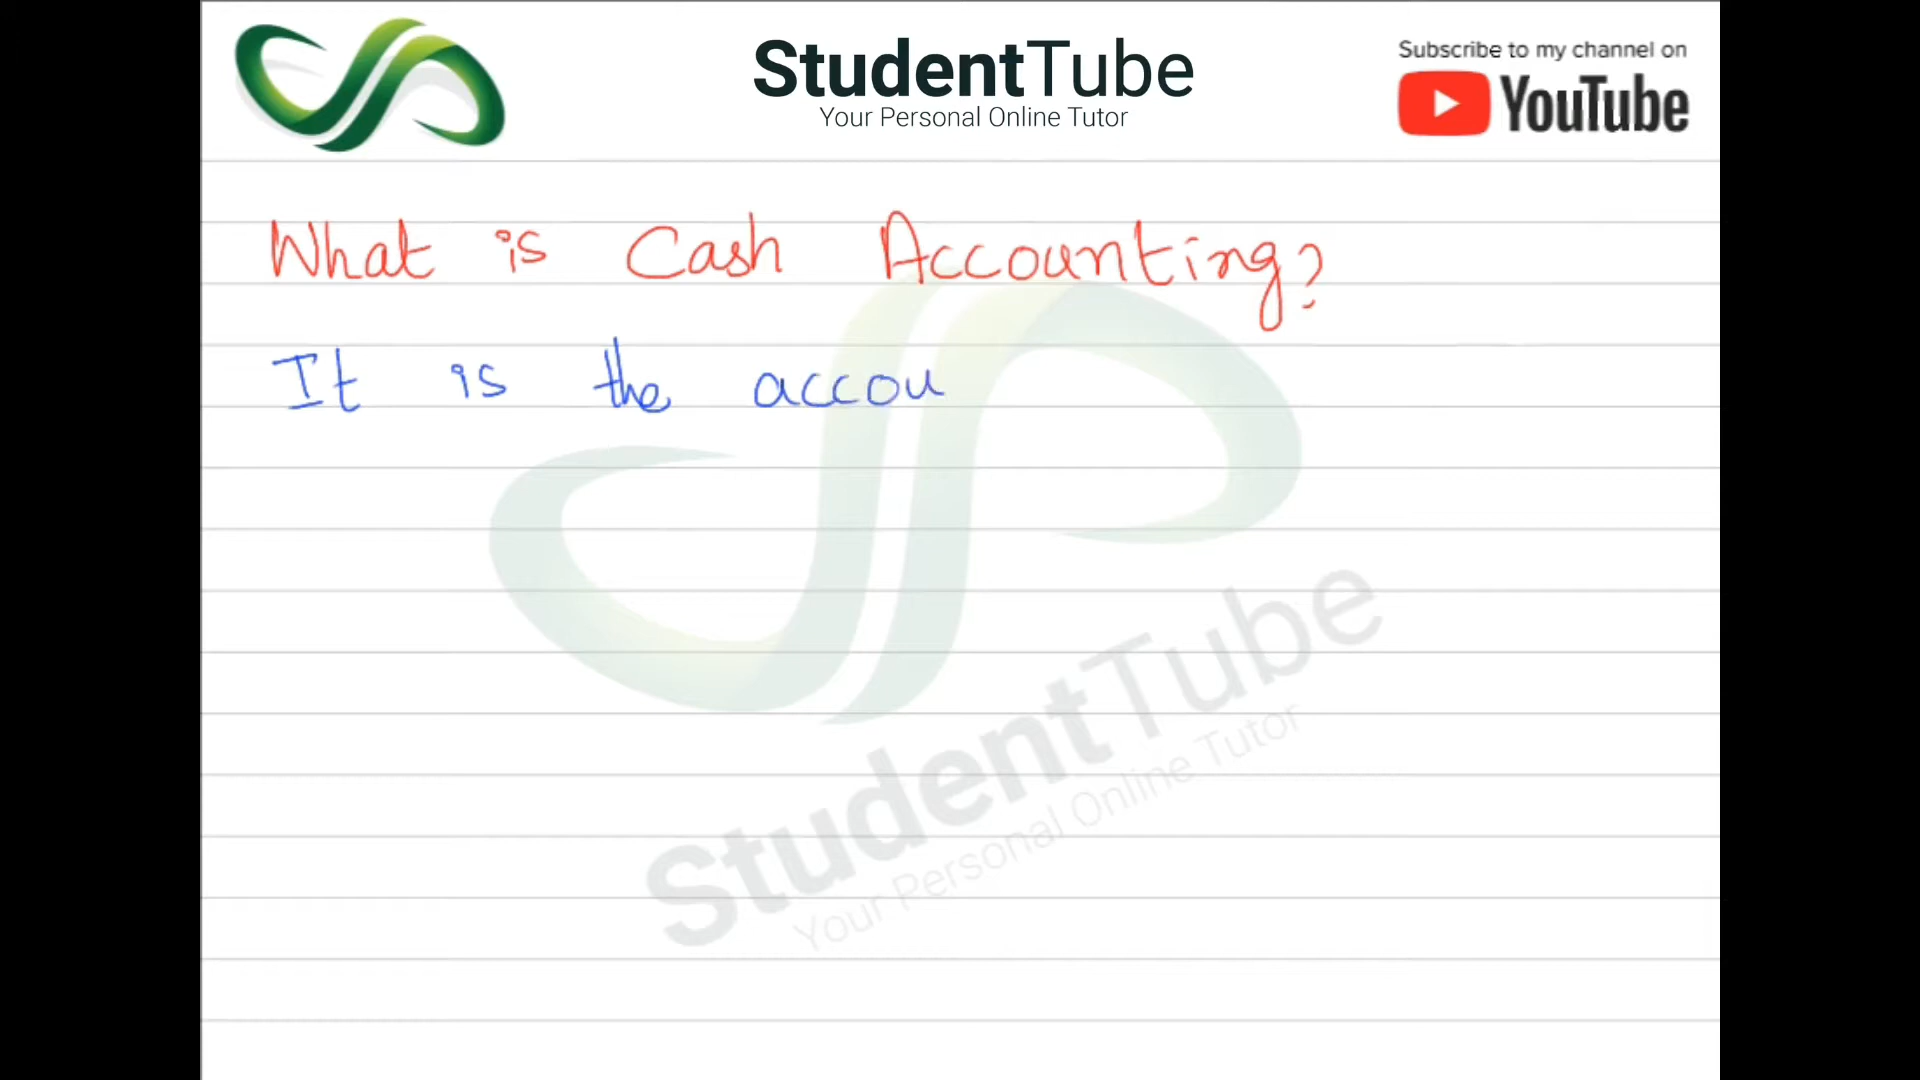 StudentTube
Your Personal Online Tutor
Subscribe to my channel on
YouTube
What is Cash Accounting?
It is the accou
StudentTube
Your Personal Online Tutor